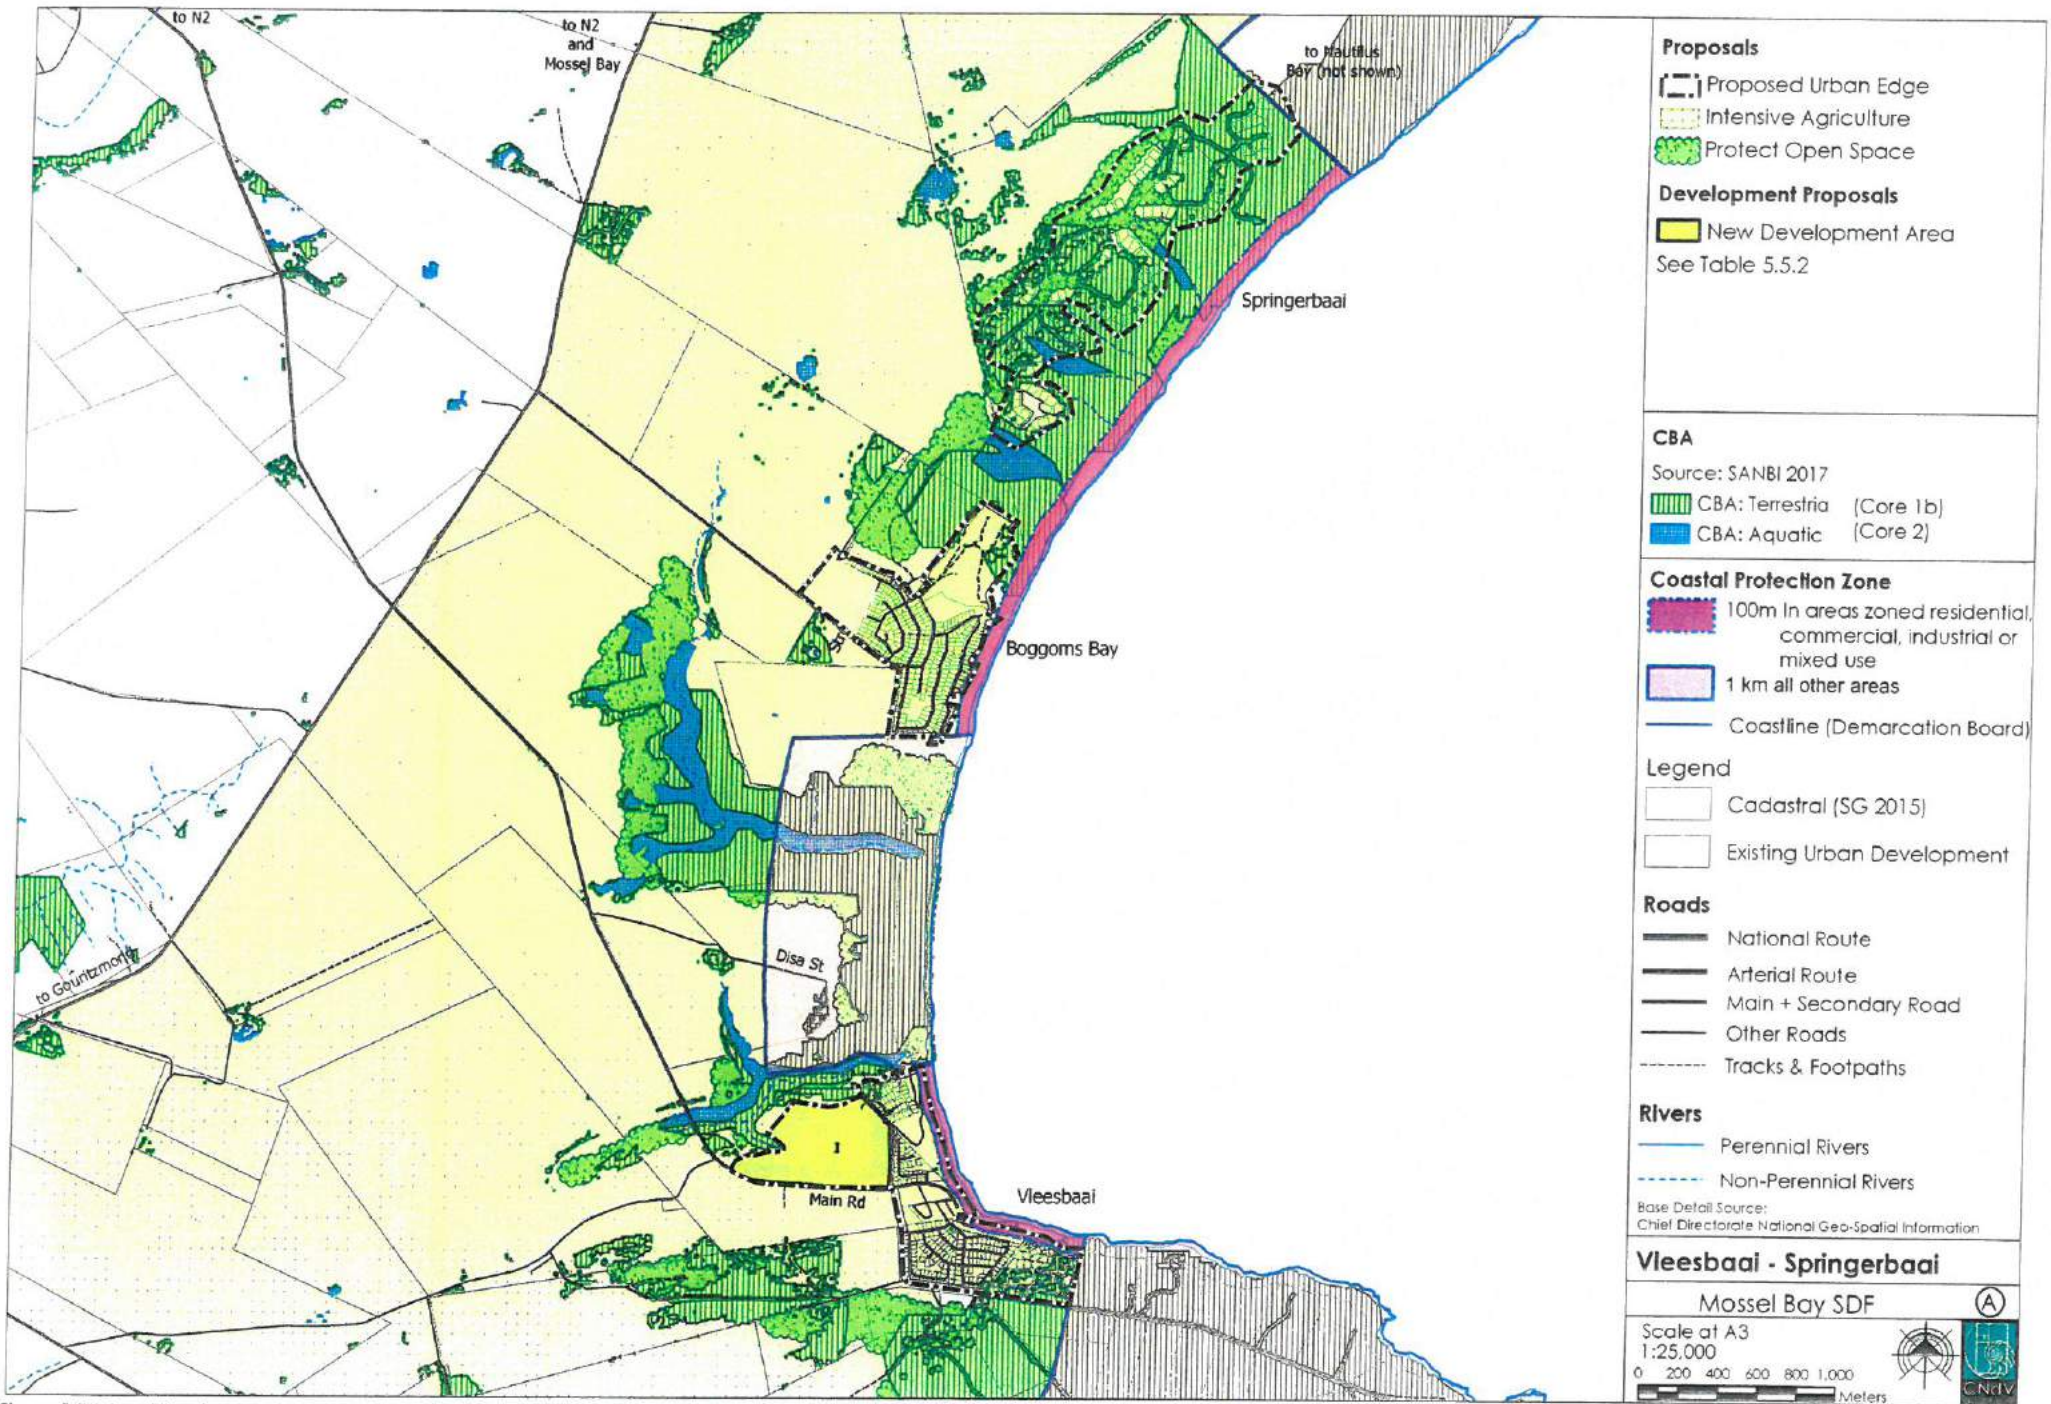 to N2
to N2
and
Mossel Bay
to Nautilus
Bay (not shown)
Springerbaai
Boggoms Bay
Disa St
to Gouritzmond
1
Main Rd
Vleesbaai
Proposals
Proposed Urban Edge
Intensive Agriculture
Protect Open Space
Development Proposals
New Development Area
See Table 5.5.2
CBA
Source: SANBI 2017
CBA: Terrestria (Core 1b)
CBA: Aquatic (Core 2)
Coastal Protection Zone
100m In areas zoned residential,
commercial, industrial or
mixed use
1 km all other areas
Coastline (Demarcation Board)
Legend
Cadastral (SG 2015)
Existing Urban Development
Roads
National Route
Arterial Route
Main + Secondary Road
Other Roads
Tracks & Footpaths
Rivers
Perennial Rivers
Non-Perennial Rivers
Base Detail Source:
Chief Directorate National Geo-Spatial Information
Vleesbaai - Springerbaai
Mossel Bay SDF
A
Scale at A3
1:25,000
0 200 400 600 800 1,000
Meters
CNdV